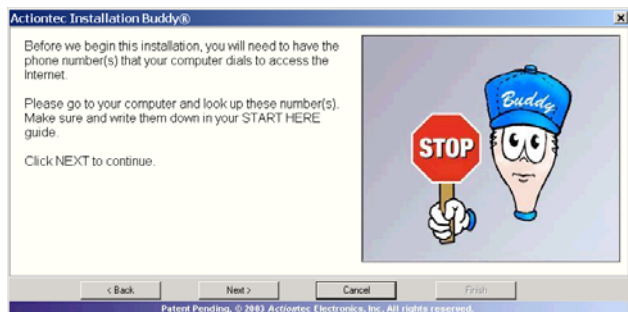 Actiontec Installation Buddy®
Before we begin this installation, you will need to have the
phone number(s) that your computer dials to access the
Internet.
Please go to your computer and look up these number(s).
Make sure and write them down in your START HERE
guide.
Click NEXT to continue.
Buddy
STOP
< Back
Next >
Cancel
Finish
Patent Pending. © 2003 Actiontec Electronics, Inc. All rights reserved.